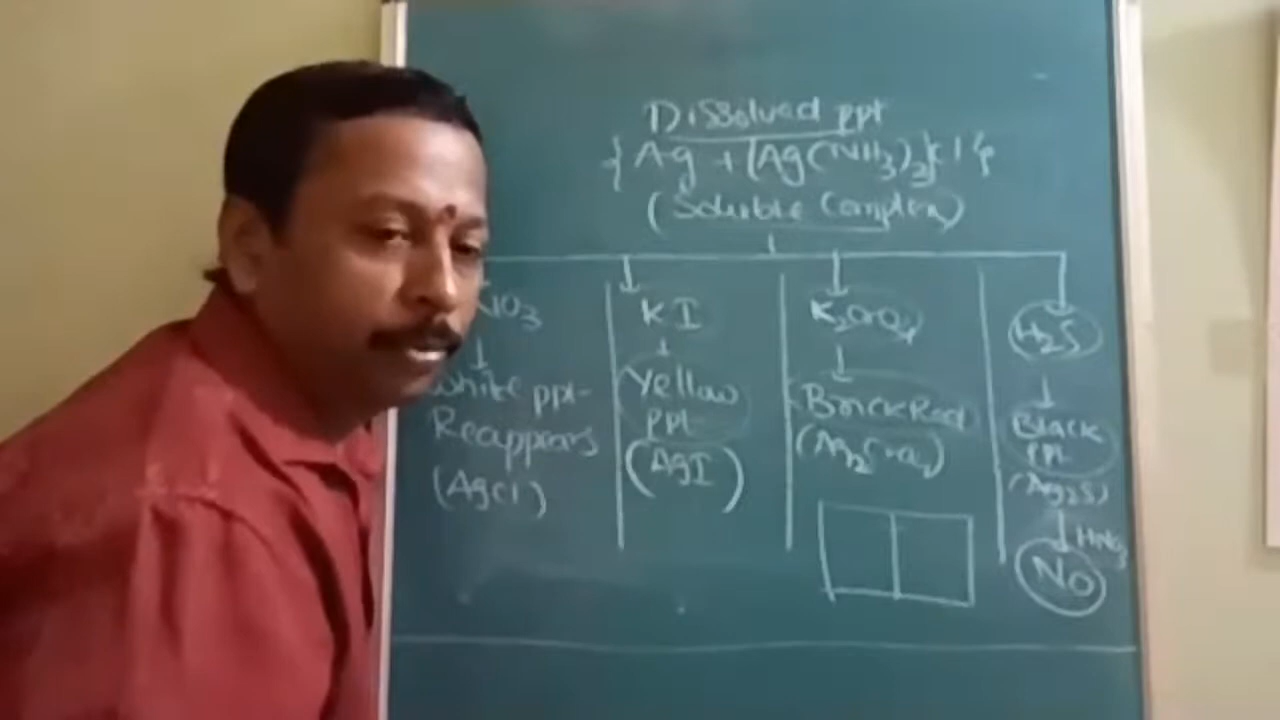 Dissolved ppt
{Ag + [Ag(NH3)2]Cl}
(Soluble Complex)
NO3
White ppt
Reappears
(AgCl)
KI
Yellow
ppt
(AgI)
K2CrO4
Brick Red
(Ag2CrO4)
H2S
Black
ppt
(Ag2S)
HNO3
NO